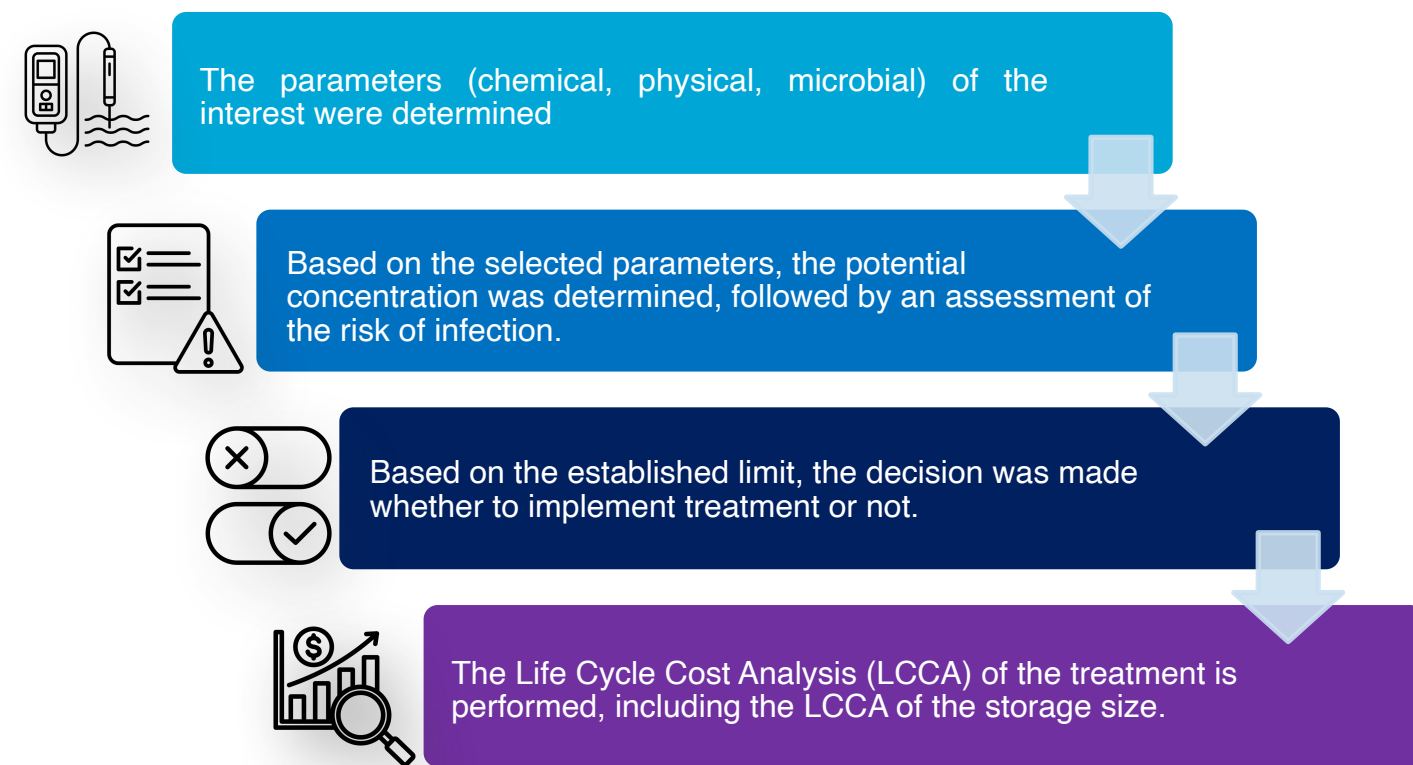 The parameters (chemical, physical, microbial) of the
interest were determined
Based on the selected parameters, the potential
concentration was determined, followed by an assessment of
the risk of infection.
Based on the established limit, the decision was made
whether to implement treatment or not.
$
The Life Cycle Cost Analysis (LCCA) of the treatment is
performed, including the LCCA of the storage size.